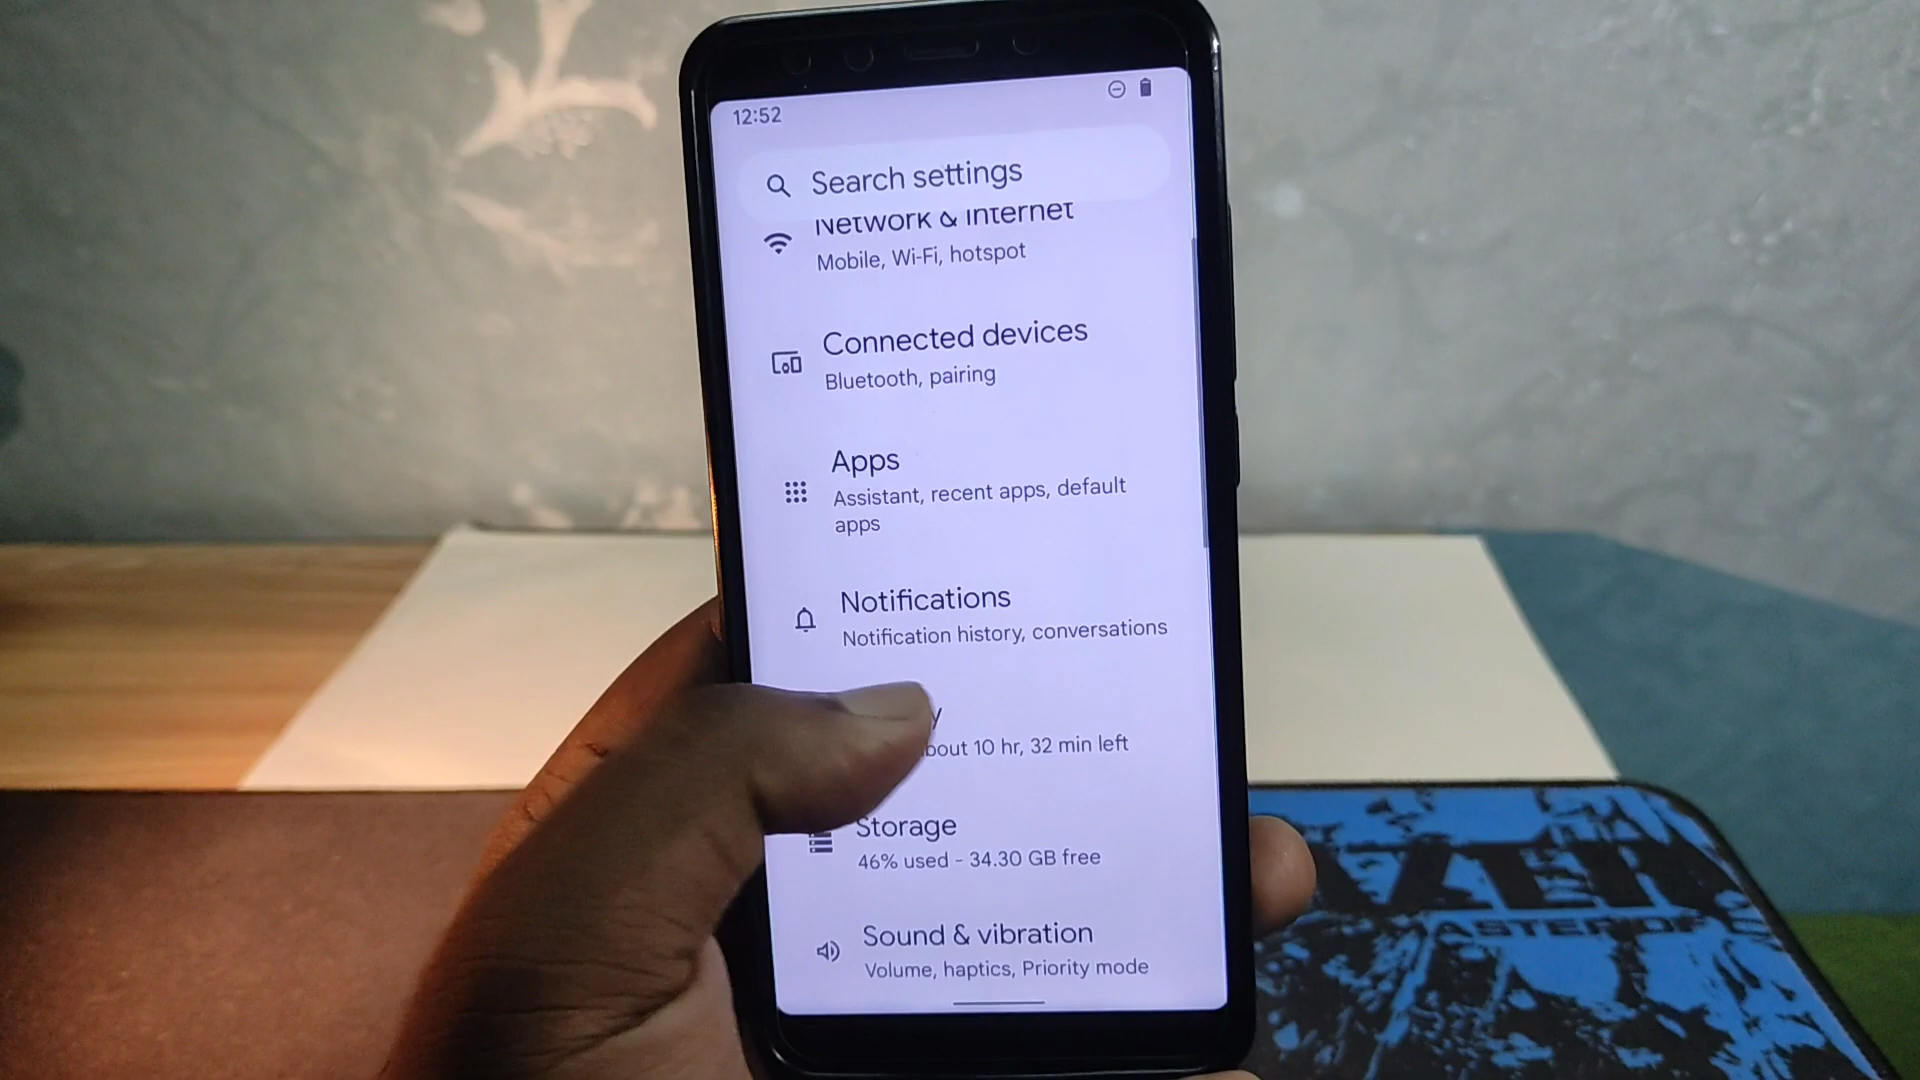 12:52
Search settings
Network & internet
Mobile, Wi-Fi, hotspot
Connected devices
Bluetooth, pairing
Apps
Assistant, recent apps, default
apps
Notifications
Notification history, conversations
10 hr, 32 min left
Storage
46% used - 34.30 GB free
Sound & vibration
Volume, haptics, Priority mode